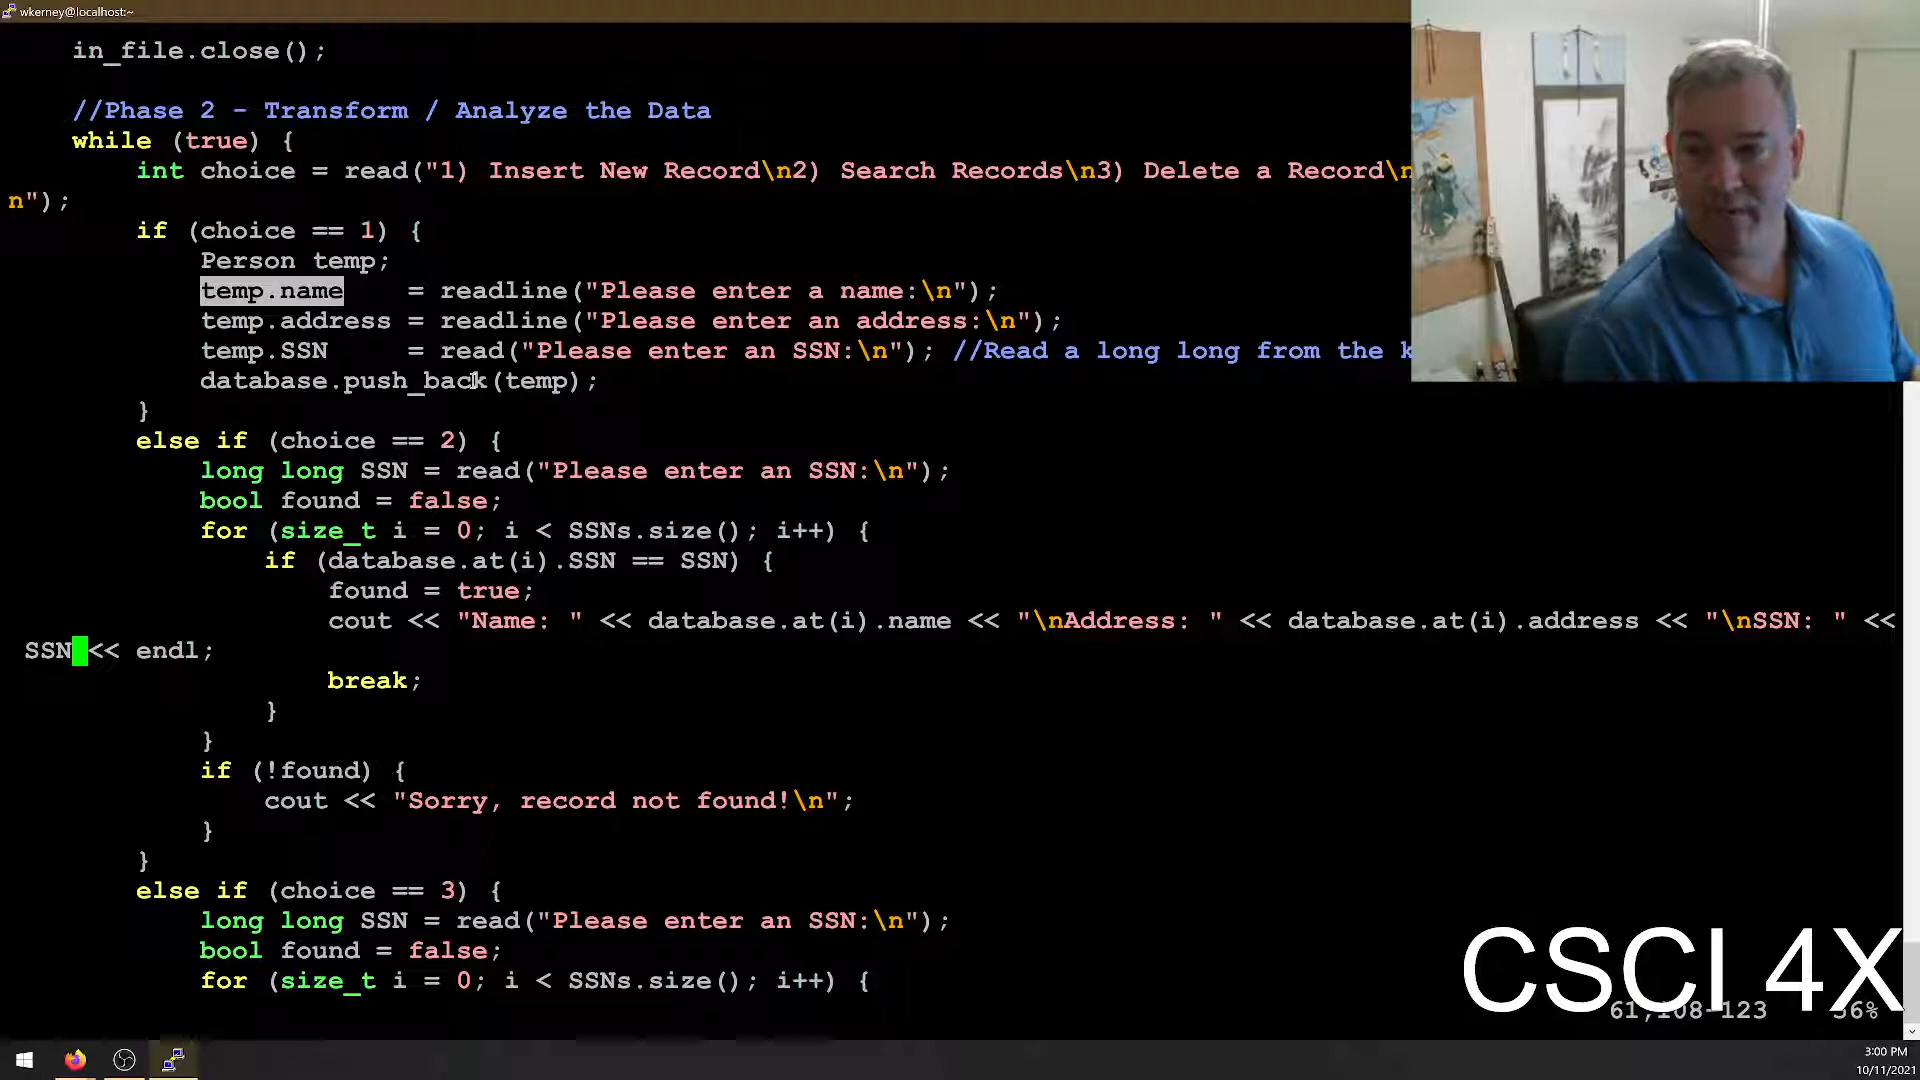 wkerney@localhost:~
in_file.close();
//Phase 2 - Transform / Analyze the Data
while (true) {
int choice = read("1) Insert New Record\n2) Search Records\n3) Delete a Record\n
n");
if (choice == 1) {
Person temp;
temp.name = readline("Please enter a name:\n");
temp.address = readline("Please enter an address:\n");
temp.SSN = read("Please enter an SSN:\n"); //Read a long long from the k
database.push_back(temp);
}
else if (choice == 2) {
long long SSN = read("Please enter an SSN:\n");
bool found = false;
for (size_t i = 0; i < SSNs.size(); i++) {
if (database.at(i).SSN == SSN) {
found = true;
cout << "Name: " << database.at(i).name << "\nAddress: " << database.at(i).address << "\nSSN: " <<
SSN << endl;
break;
}
}
if (!found) {
cout << "Sorry, record not found!\n";
}
}
else if (choice == 3) {
long long SSN = read("Please enter an SSN:\n");
bool found = false;
for (size_t i = 0; i < SSNs.size(); i++) {
CSCI 4X
61,108-123 56%
3:00 PM
10/11/2021